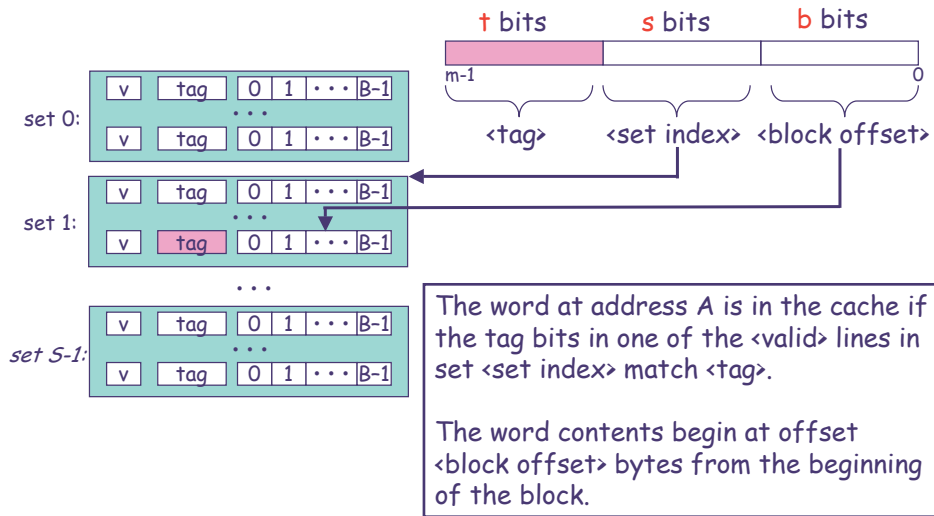 t bits s bits b bits
m-1 0
<tag> <set index> <block offset>
set 0:
v tag 0 1 • • • B-1
• • •
v tag 0 1 • • • B-1
set 1:
v tag 0 1 • • • B-1
• • •
v tag 0 1 • • • B-1
• • •
set S-1:
v tag 0 1 • • • B-1
• • •
v tag 0 1 • • • B-1
The word at address A is in the cache if
the tag bits in one of the <valid> lines in
set <set index> match <tag>.
The word contents begin at offset
<block offset> bytes from the beginning
of the block.